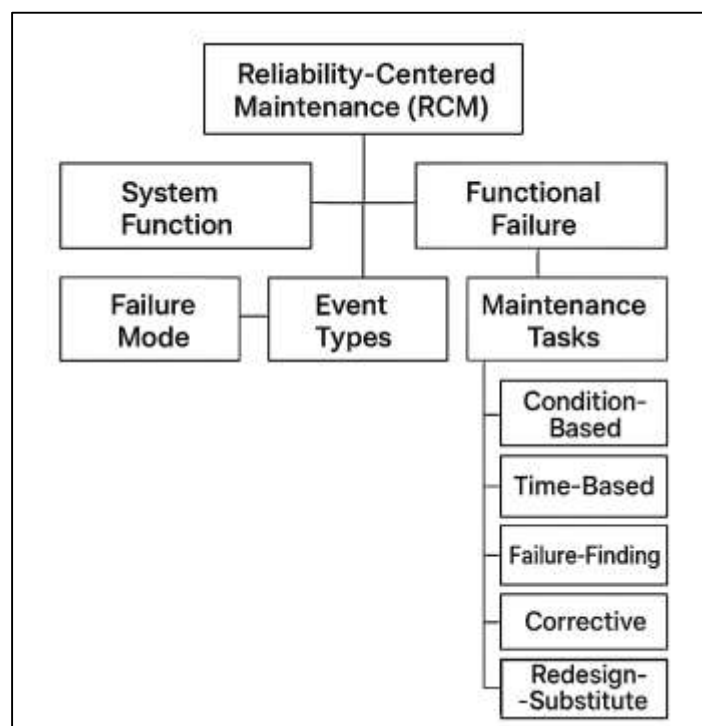 Reliability-Centered
Maintenance (RCM)
System
Function
Functional
Failure
Failure
Mode
Event
Types
Maintenance
Tasks
Condition-
Based
Time-Based
Failure-Finding
Corrective
Redesign-
-Substitute